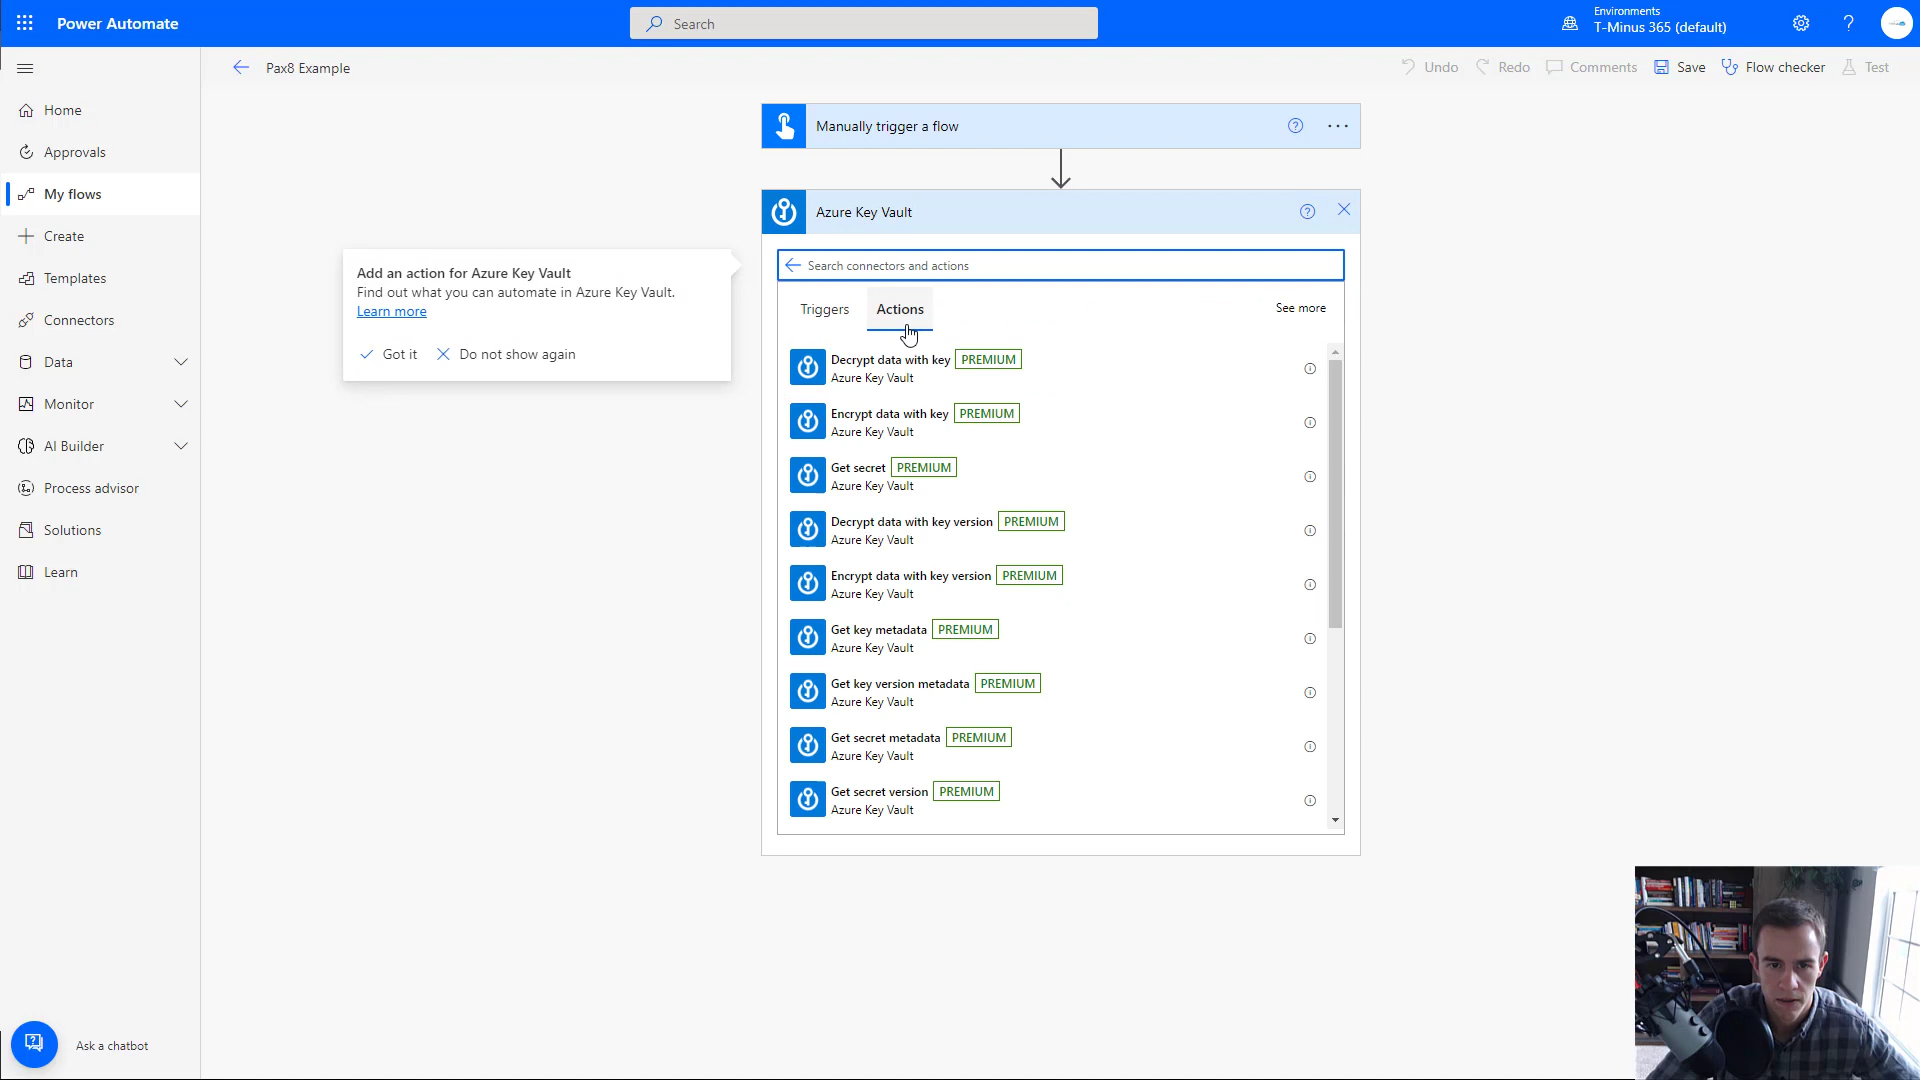 Power Automate
Search
Environments
T-Minus 365 (default)
?
Pax8 Example
Undo
Redo
Comments
Save
Flow checker
Test
Home
Approvals
My flows
Create
Templates
Connectors
Data
Monitor
AI Builder
Process advisor
Solutions
Learn
Ask a chatbot
Manually trigger a flow
Azure Key Vault
Add an action for Azure Key Vault
Find out what you can automate in Azure Key Vault.
Learn more
Got it
Do not show again
Search connectors and actions
Triggers
Actions
See more
Decrypt data with key PREMIUM
Azure Key Vault
Encrypt data with key PREMIUM
Azure Key Vault
Get secret PREMIUM
Azure Key Vault
Decrypt data with key version PREMIUM
Azure Key Vault
Encrypt data with key version PREMIUM
Azure Key Vault
Get key metadata PREMIUM
Azure Key Vault
Get key version metadata PREMIUM
Azure Key Vault
Get secret metadata PREMIUM
Azure Key Vault
Get secret version PREMIUM
Azure Key Vault